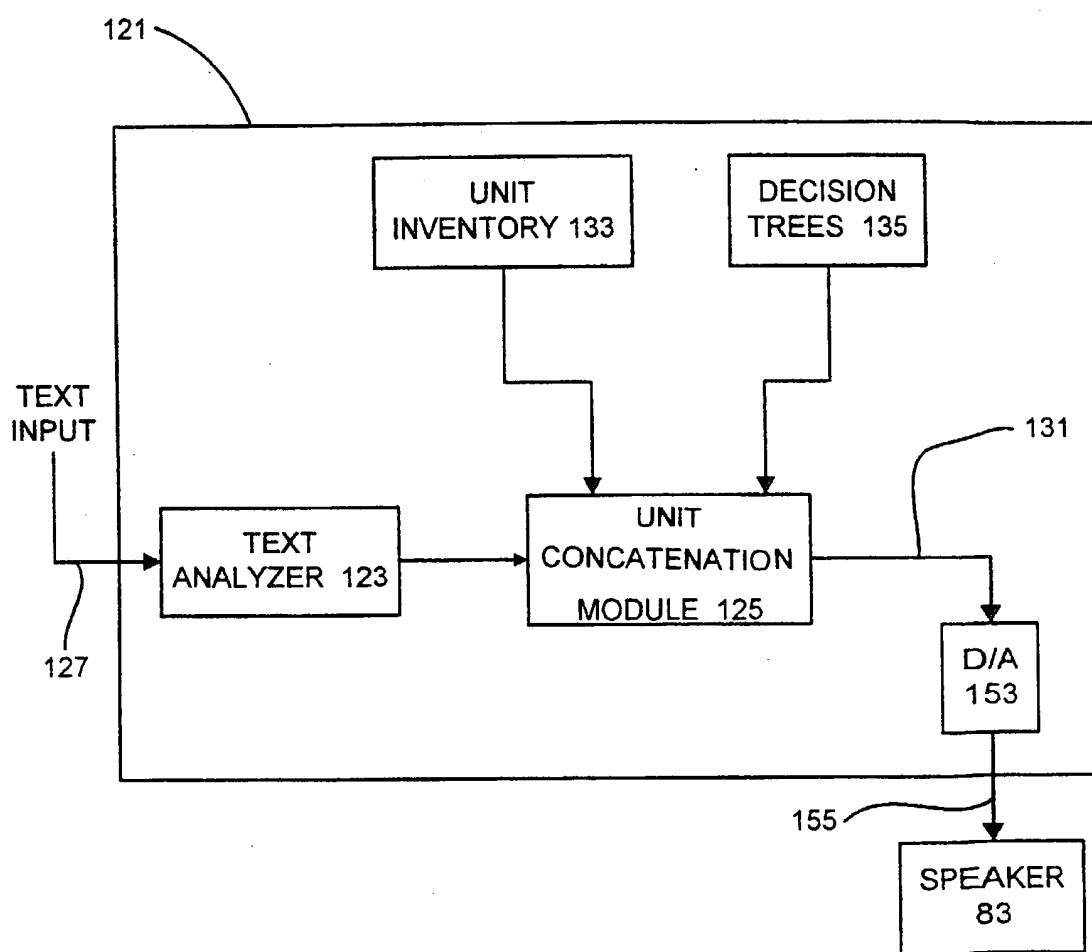 121
UNIT
INVENTORY 133
DECISION
TREES 135
TEXT
INPUT
131
TEXT
ANALYZER 123
UNIT
CONCATENATION
MODULE 125
127
D/A
153
155
SPEAKER
83